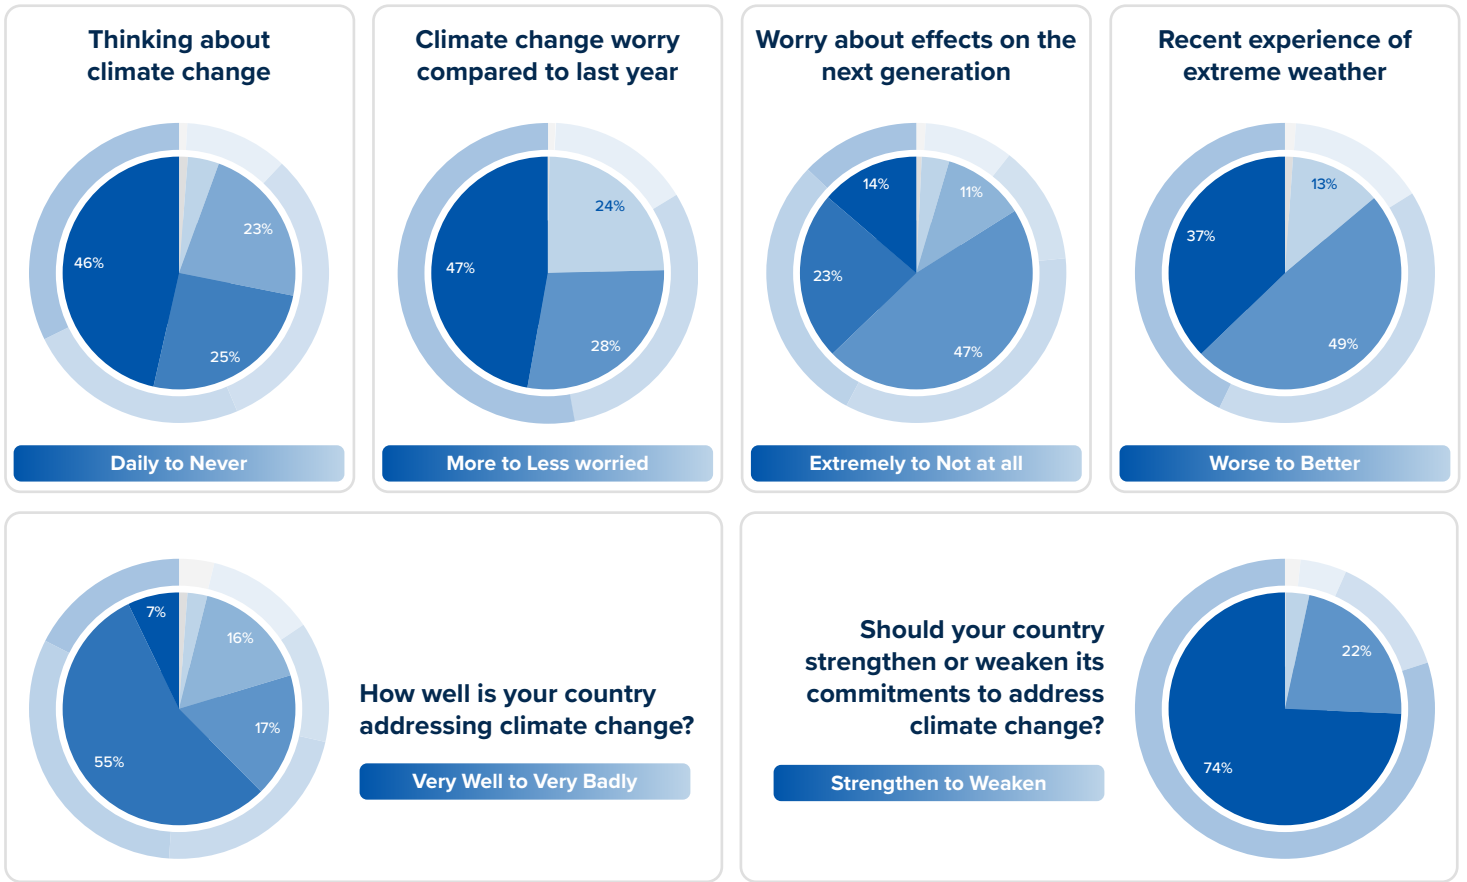 Thinking about
climate change
46%
23%
25%
Daily to Never
Climate change worry
compared to last year
24%
47%
28%
More to Less worried
Worry about effects on the
next generation
14%
11%
23%
47%
Extremely to Not at all
Recent experience of
extreme weather
13%
37%
49%
Worse to Better
7%
16%
17%
55%
How well is your country
addressing climate change?
Very Well to Very Badly
Should your country
strengthen or weaken its
commitments to address
climate change?
Strengthen to Weaken
22%
74%